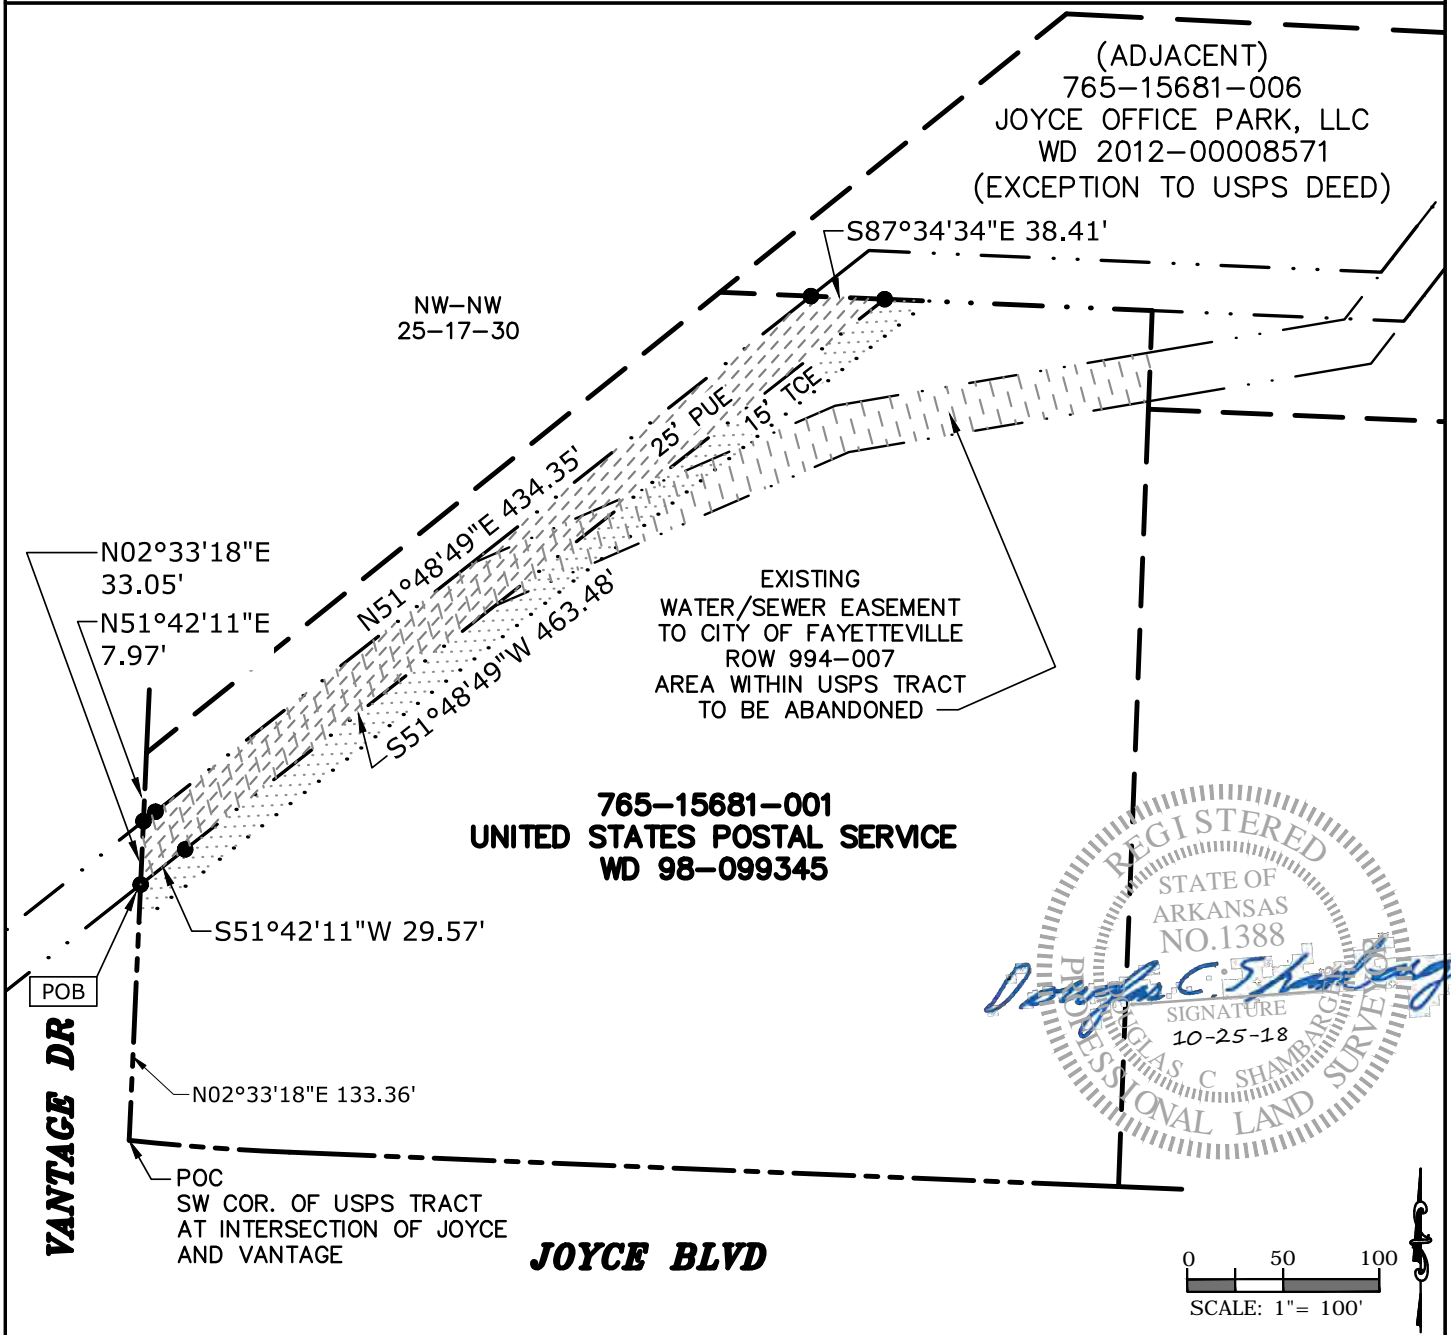 (ADJACENT)
765-15681-006
JOYCE OFFICE PARK, LLC
WD 2012-00008571
(EXCEPTION TO USPS DEED)
S87°34'34"E 38.41'
NW-NW
25-17-30
25' PUE
15' TCE
N51°48'49"E 434.35'
S51°48'49"W 463.48'
N02°33'18"E
33.05'
N51°42'11"E
7.97'
EXISTING
WATER/SEWER EASEMENT
TO CITY OF FAYETTEVILLE
ROW 994-007
AREA WITHIN USPS TRACT
TO BE ABANDONED
765-15681-001
UNITED STATES POSTAL SERVICE
WD 98-099345
S51°42'11"W 29.57'
POB
VANTAGE DR
N02°33'18"E 133.36'
POC
SW COR. OF USPS TRACT
AT INTERSECTION OF JOYCE
AND VANTAGE
JOYCE BLVD
REGISTERED
STATE OF
ARKANSAS
NO.1388
Douglas C. Shambarger
SIGNATURE
10-25-18
DOUGLAS C SHAMBARGER
PROFESSIONAL LAND SURVEYOR
0 50 100
SCALE: 1"= 100'